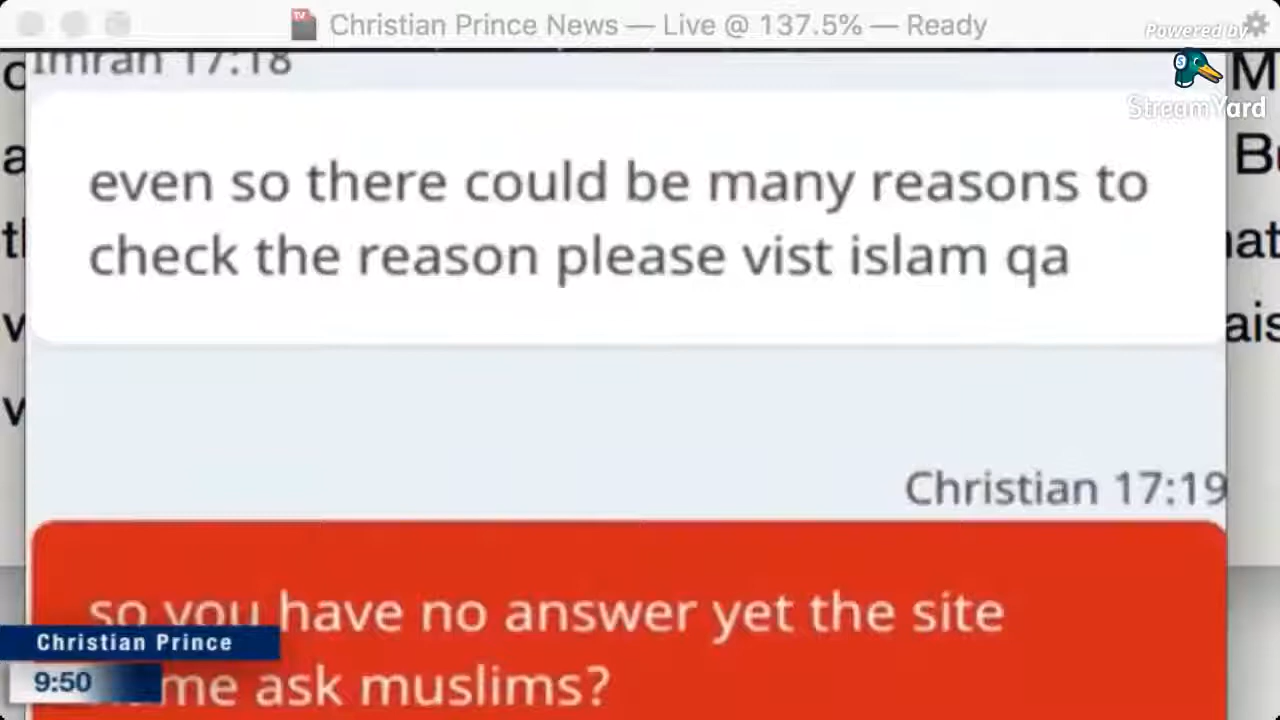 Christian Prince News — Live @ 137.5% — Ready
Powered by
StreamYard
Imran 17:18
even so there could be many reasons to
check the reason please vist islam qa
Christian 17:19
so you have no answer yet the site
me ask muslims?
Christian Prince
9:50